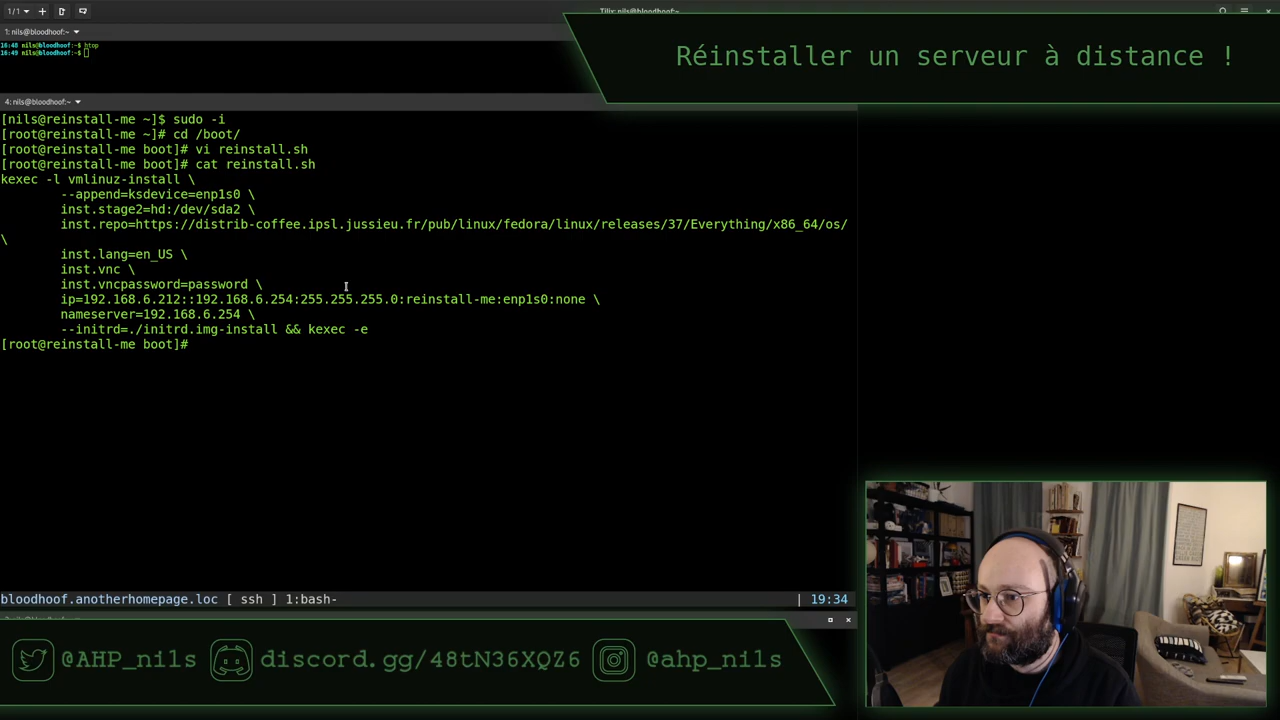 1/1
Tilix: nils@bloodhoof:~
1: nils@bloodhoof:~
16:48 nils@bloodhoof:~$ htop
16:49 nils@bloodhoof:~$
Réinstaller un serveur à distance !
4: nils@bloodhoof:~
[nils@reinstall-me ~]$ sudo -i
[root@reinstall-me ~]# cd /boot/
[root@reinstall-me boot]# vi reinstall.sh
[root@reinstall-me boot]# cat reinstall.sh
kexec -l vmlinuz-install \
--append=ksdevice=enp1s0 \
inst.stage2=hd:/dev/sda2 \
inst.repo=https://distrib-coffee.ipsl.jussieu.fr/pub/linux/fedora/linux/releases/37/Everything/x86_64/os/
\
inst.lang=en_US \
inst.vnc \
inst.vncpassword=password \
ip=192.168.6.212::192.168.6.254:255.255.255.0:reinstall-me:enp1s0:none \
nameserver=192.168.6.254 \
--initrd=./initrd.img-install && kexec -e
[root@reinstall-me boot]#
bloodhoof.anotherhomepage.loc [ ssh ] 1:bash- | 19:34
@AHP_nils discord.gg/48tN36XQZ6 @ahp_nils